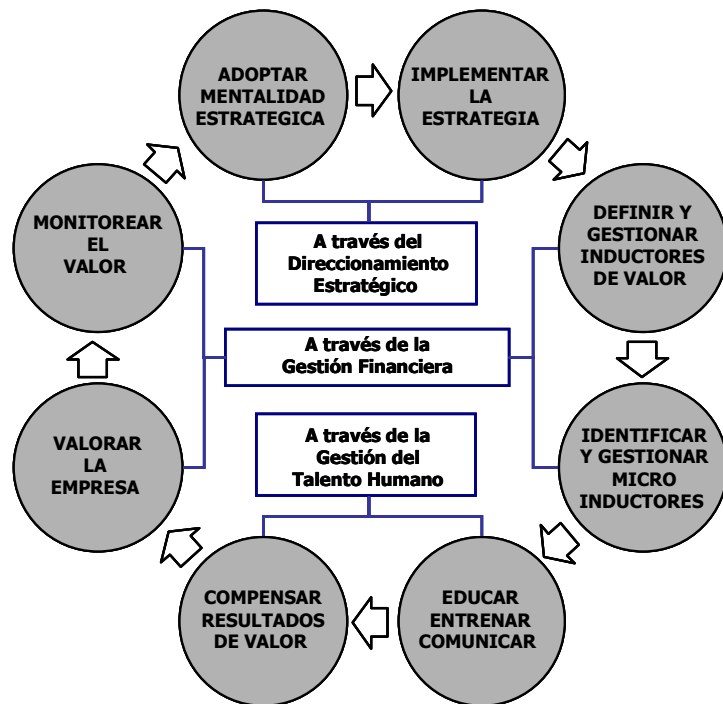 ADOPTAR
MENTALIDAD
ESTRATEGICA
IMPLEMENTAR
LA
ESTRATEGIA
MONITOREAR
EL
VALOR
A través del
Direccionamiento
Estratégico
DEFINIR Y
GESTIONAR
INDUCTORES
DE VALOR
A través de la
Gestión Financiera
VALORAR
LA
EMPRESA
A través de la
Gestión del
Talento Humano
IDENTIFICAR
Y GESTIONAR
MICRO
INDUCTORES
COMPENSAR
RESULTADOS
DE VALOR
EDUCAR
ENTRENAR
COMUNICAR